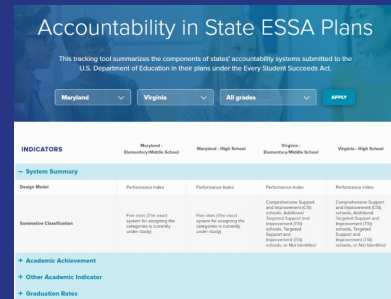 Accountability in State ESSA Plans
This tracking tool summarizes the components of states' accountability systems submitted to the
U.S. Department of Education in their plans under the Every Student Succeeds Act.
Maryland Virginia All grades APPLY
INDICATORS
Maryland -
Elementary/Middle School
Maryland - High School
Virginia -
Elementary/Middle School
Virginia - High School
− System Summary
Design Model
Performance Index
Performance Index
Performance Index
Performance Index
Summative Classification
Five stars (The exact
system for assigning the
categories is currently
under study)
Five stars (The exact
system for assigning the
categories is currently
under study)
Comprehensive Support
and Improvement (CSI)
schools, Additional
Targeted Support and
Improvement (TSI)
schools, Targeted
Support and
Improvement (TSI)
schools, or Not Identified
Comprehensive Support
and Improvement (CSI)
schools, Additional
Targeted Support and
Improvement (TSI)
schools, Targeted
Support and
Improvement (TSI)
schools, or Not Identified
+ Academic Achievement
+ Other Academic Indicator
+ Graduation Rates